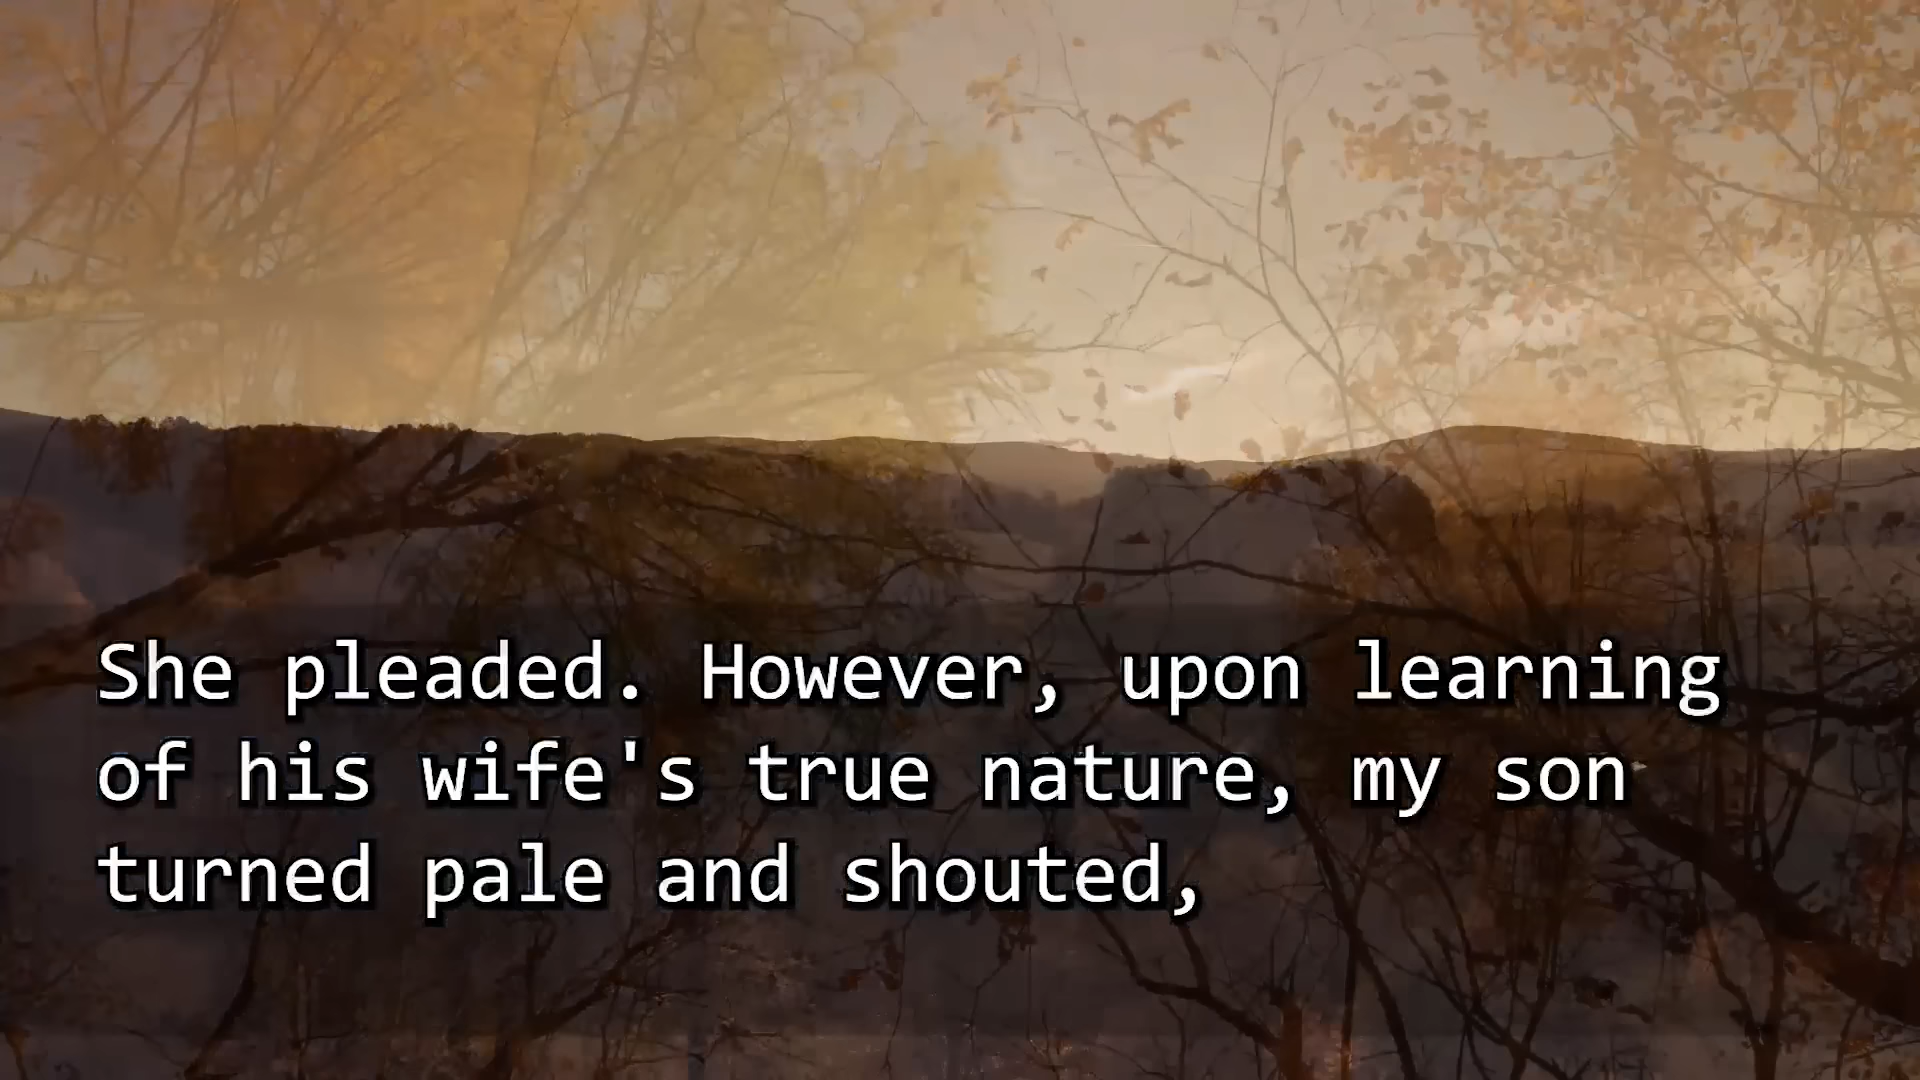 She pleaded. However, upon learning
of his wife's true nature, my son
turned pale and shouted,